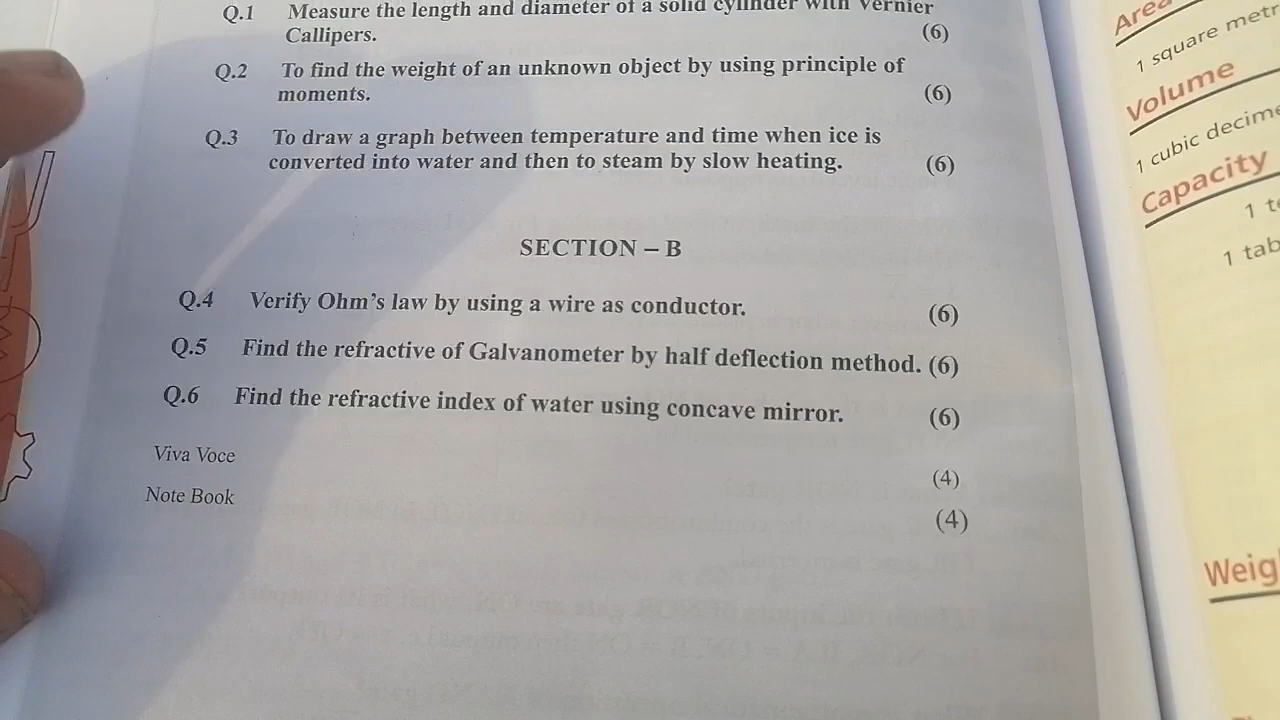 Q.1 Measure the length and diameter of a solid cylinder with Vernier
Callipers. (6)
Q.2 To find the weight of an unknown object by using principle of
moments. (6)
Q.3 To draw a graph between temperature and time when ice is
converted into water and then to steam by slow heating. (6)
SECTION – B
Q.4 Verify Ohm's law by using a wire as conductor. (6)
Q.5 Find the refractive of Galvanometer by half deflection method. (6)
Q.6 Find the refractive index of water using concave mirror. (6)
Viva Voce (4)
Note Book (4)
Area
1 square
Volume
1 cubic
Capacity
1
1